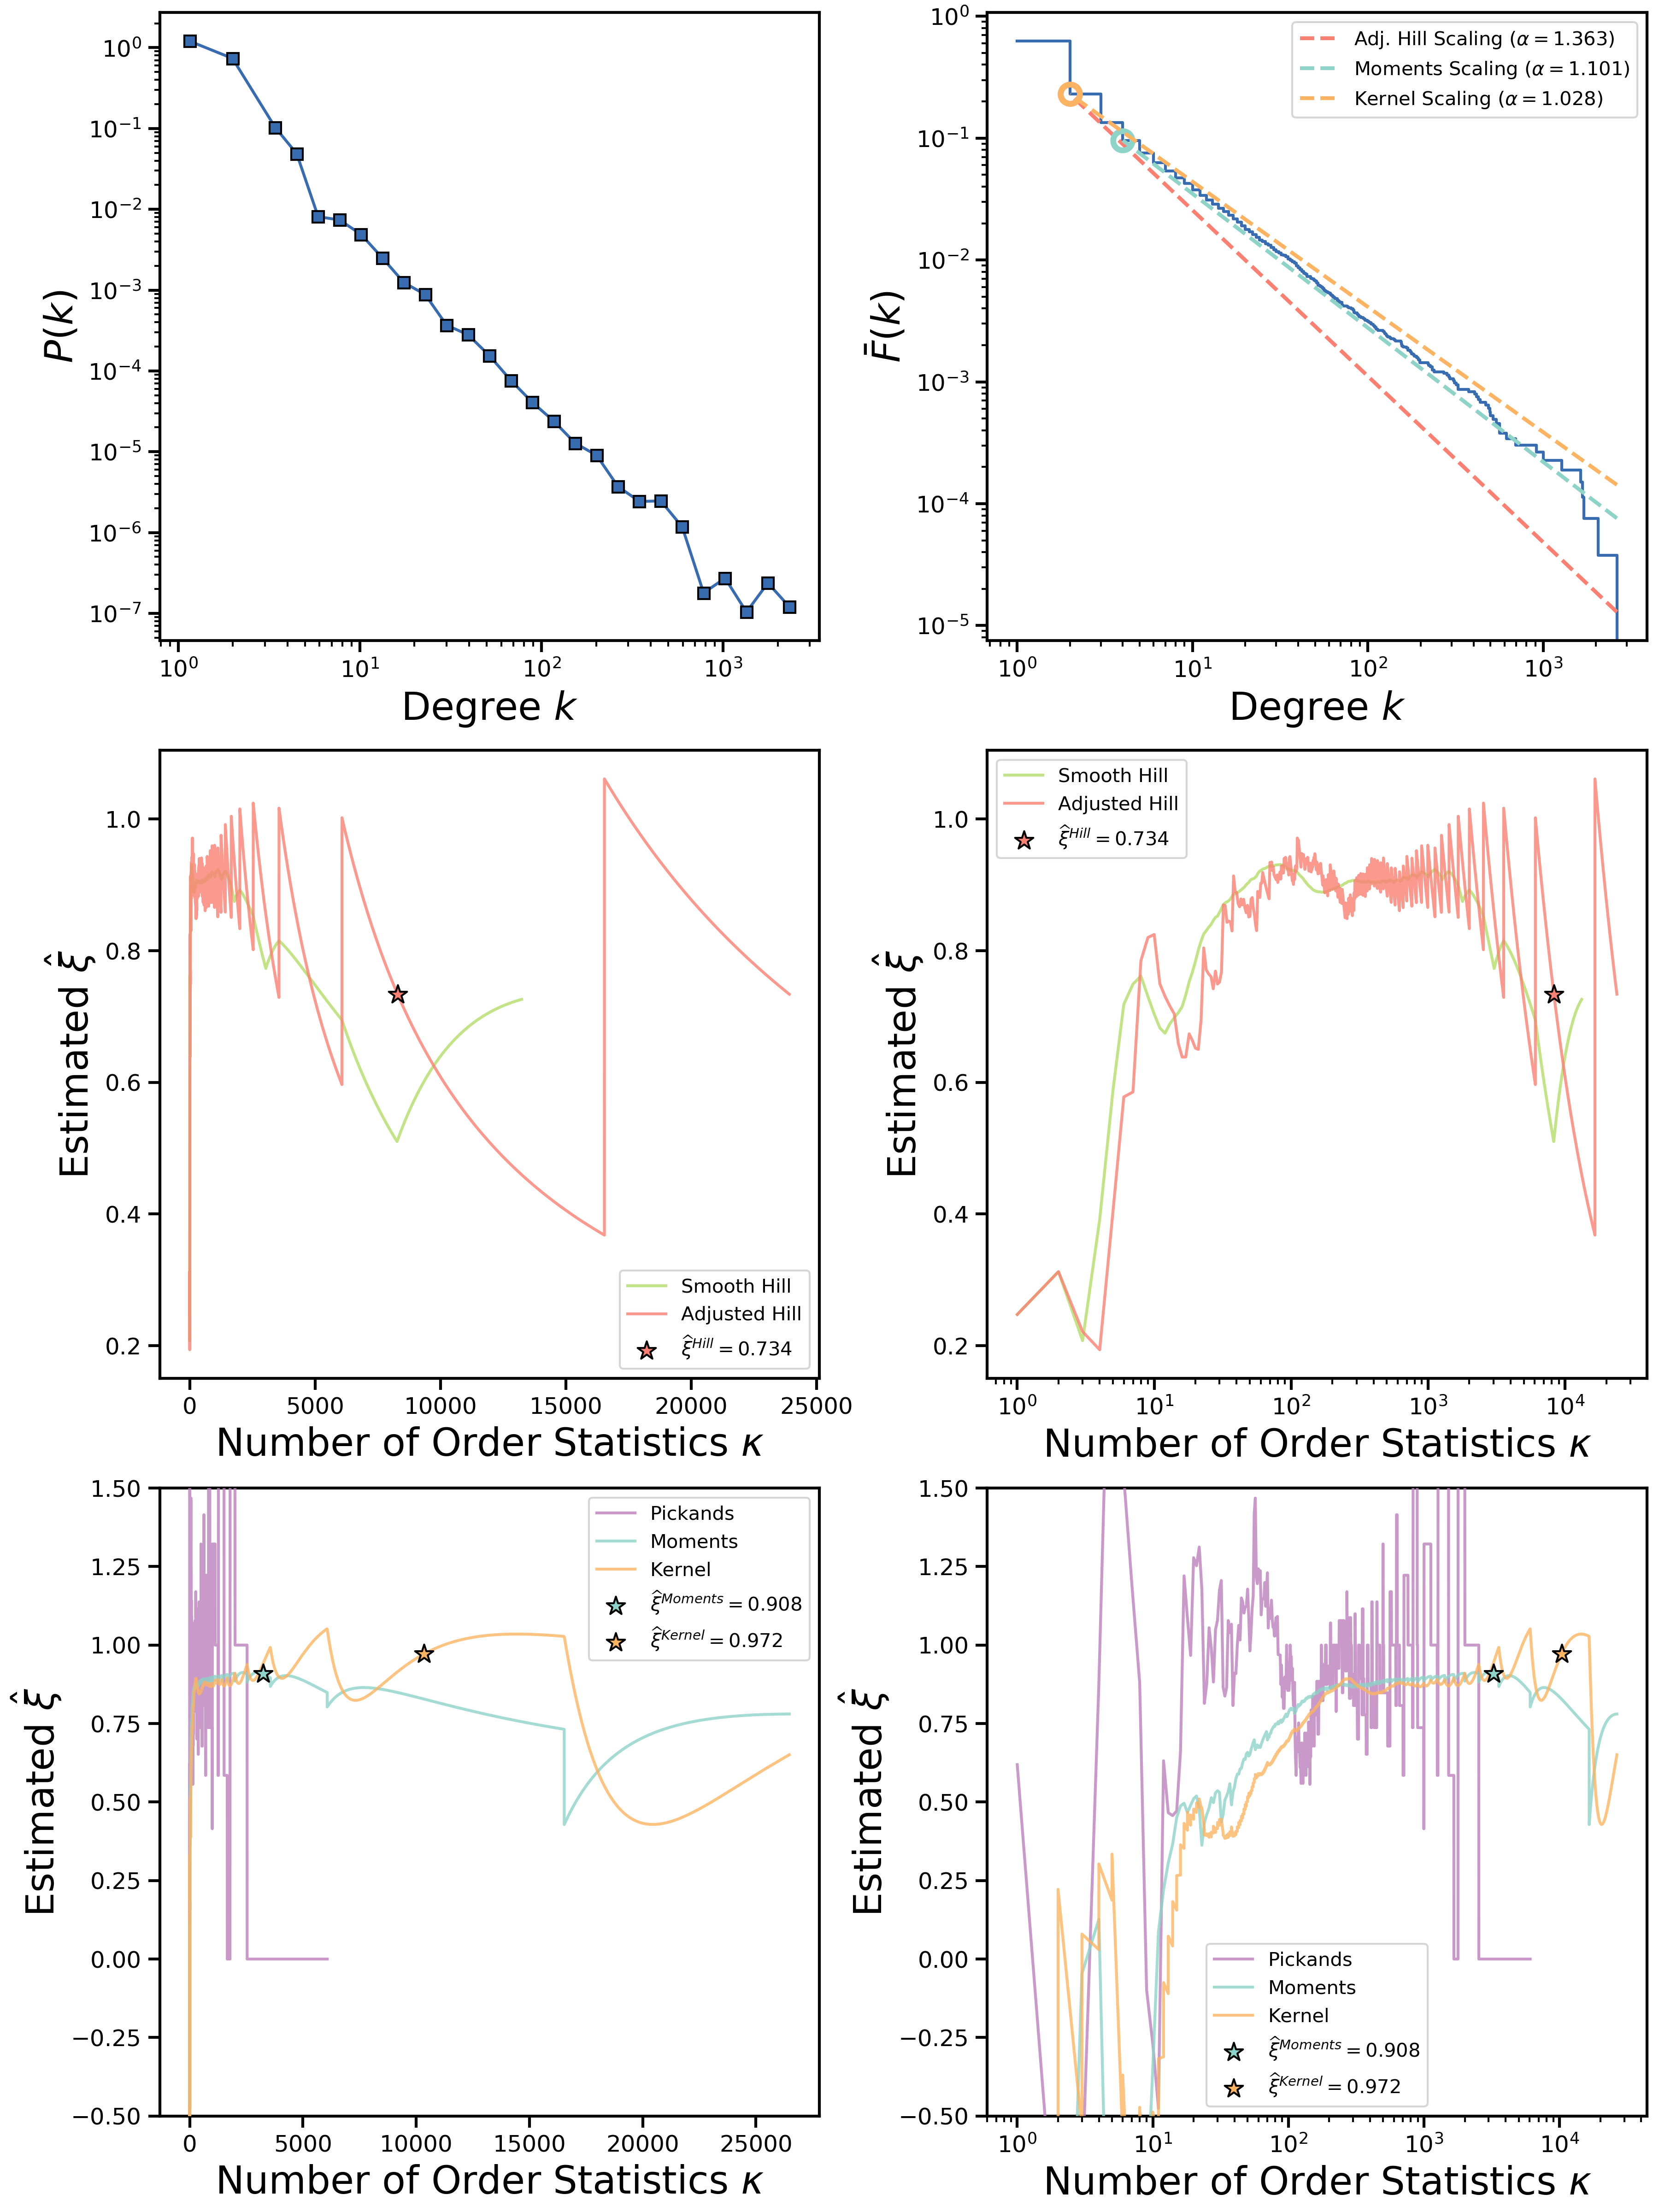 10^0
10^-1
10^-2
10^-3
10^-4
10^-5
10^-6
10^-7
P(k)
10^0 10^1 10^2 10^3
Degree k
10^0
10^-1
10^-2
10^-3
10^-4
10^-5
F̄(k)
Adj. Hill Scaling (α = 1.363)
Moments Scaling (α = 1.101)
Kernel Scaling (α = 1.028)
10^0 10^1 10^2 10^3
Degree k
1.0
0.8
0.6
0.4
0.2
Estimated ξ̂
Smooth Hill
Adjusted Hill
ξ̂^Hill = 0.734
0 5000 10000 15000 20000 25000
Number of Order Statistics κ
1.0
0.8
0.6
0.4
0.2
Estimated ξ̂
Smooth Hill
Adjusted Hill
ξ̂^Hill = 0.734
10^0 10^1 10^2 10^3 10^4
Number of Order Statistics κ
1.50
1.25
1.00
0.75
0.50
0.25
0.00
−0.25
−0.50
Estimated ξ̂
Pickands
Moments
Kernel
ξ̂^Moments = 0.908
ξ̂^Kernel = 0.972
0 5000 10000 15000 20000 25000
Number of Order Statistics κ
1.50
1.25
1.00
0.75
0.50
0.25
0.00
−0.25
−0.50
Estimated ξ̂
Pickands
Moments
Kernel
ξ̂^Moments = 0.908
ξ̂^Kernel = 0.972
10^0 10^1 10^2 10^3 10^4
Number of Order Statistics κ